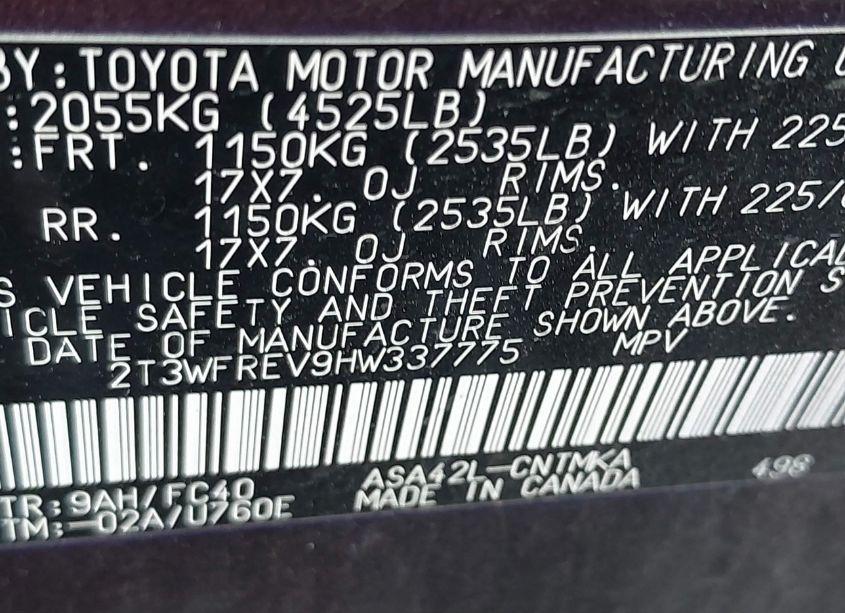 BY:TOYOTA MOTOR MANUFACTURING
:2055KG (4525LB)
:FRT. 1150KG (2535LB) WITH 225
17X7. 0J RIMS.
RR. 1150KG (2535LB) WITH 225/
17X7. 0J RIMS.
S VEHICLE CONFORMS TO ALL APPLICA
ICLE SAFETY AND THEFT PREVENTION S
DATE OF MANUFACTURE SHOWN ABOVE.
2T3WFREV9HW337775 MPV
TR:9AH/FC40 ASA42L-CNTMKA 498
TM:-02A/U760E MADE IN CANADA